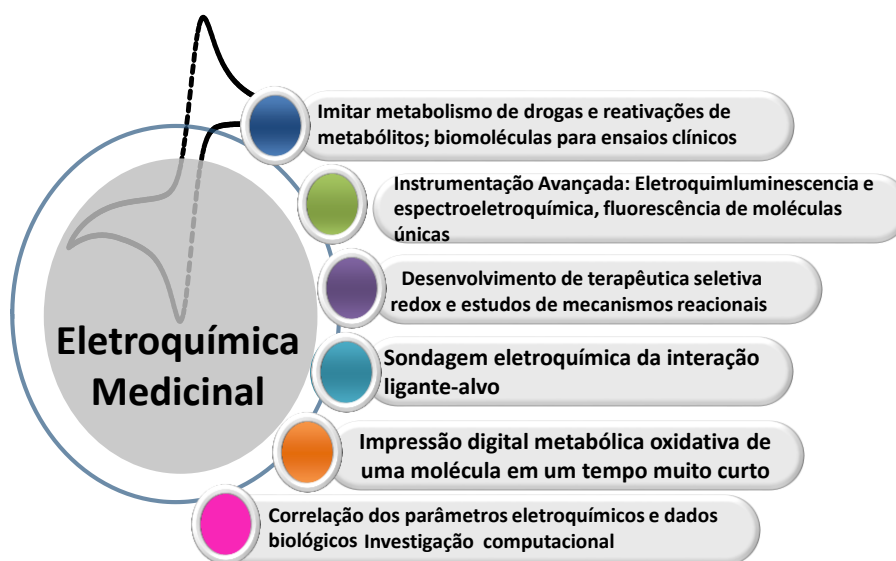 Imitar metabolismo de drogas e reativações de
metabólitos; biomoléculas para ensaios clínicos
Instrumentação Avançada: Eletroquimluminescencia e
espectroeletroquímica, fluorescência de moléculas
únicas
Desenvolvimento de terapêutica seletiva
redox e estudos de mecanismos reacionais
Eletroquímica
Medicinal
Sondagem eletroquímica da interação
ligante-alvo
Impressão digital metabólica oxidativa de
uma molécula em um tempo muito curto
Correlação dos parâmetros eletroquímicos e dados
biológicos Investigação computacional